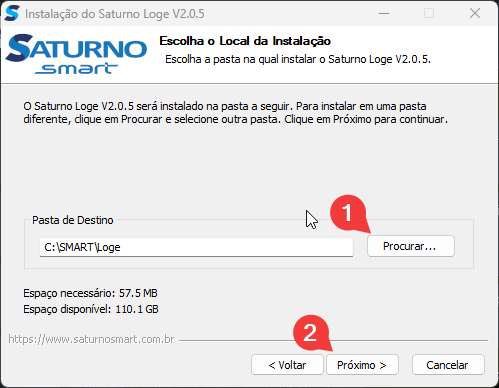 Instalação do Saturno Loge V2.0.5
SATURNO
smart
Escolha o Local da Instalação
Escolha a pasta na qual instalar o Saturno Loge V2.0.5.
O Saturno Loge V2.0.5 será instalado na pasta a seguir. Para instalar em uma pasta
diferente, clique em Procurar e selecione outra pasta. Clique em Próximo para continuar.
1
Pasta de Destino
C:\SMART\Loge
Procurar...
Espaço necessário: 57.5 MB
Espaço disponível: 110.1 GB
2
https://www.saturnosmart.com.br
< Voltar
Próximo >
Cancelar